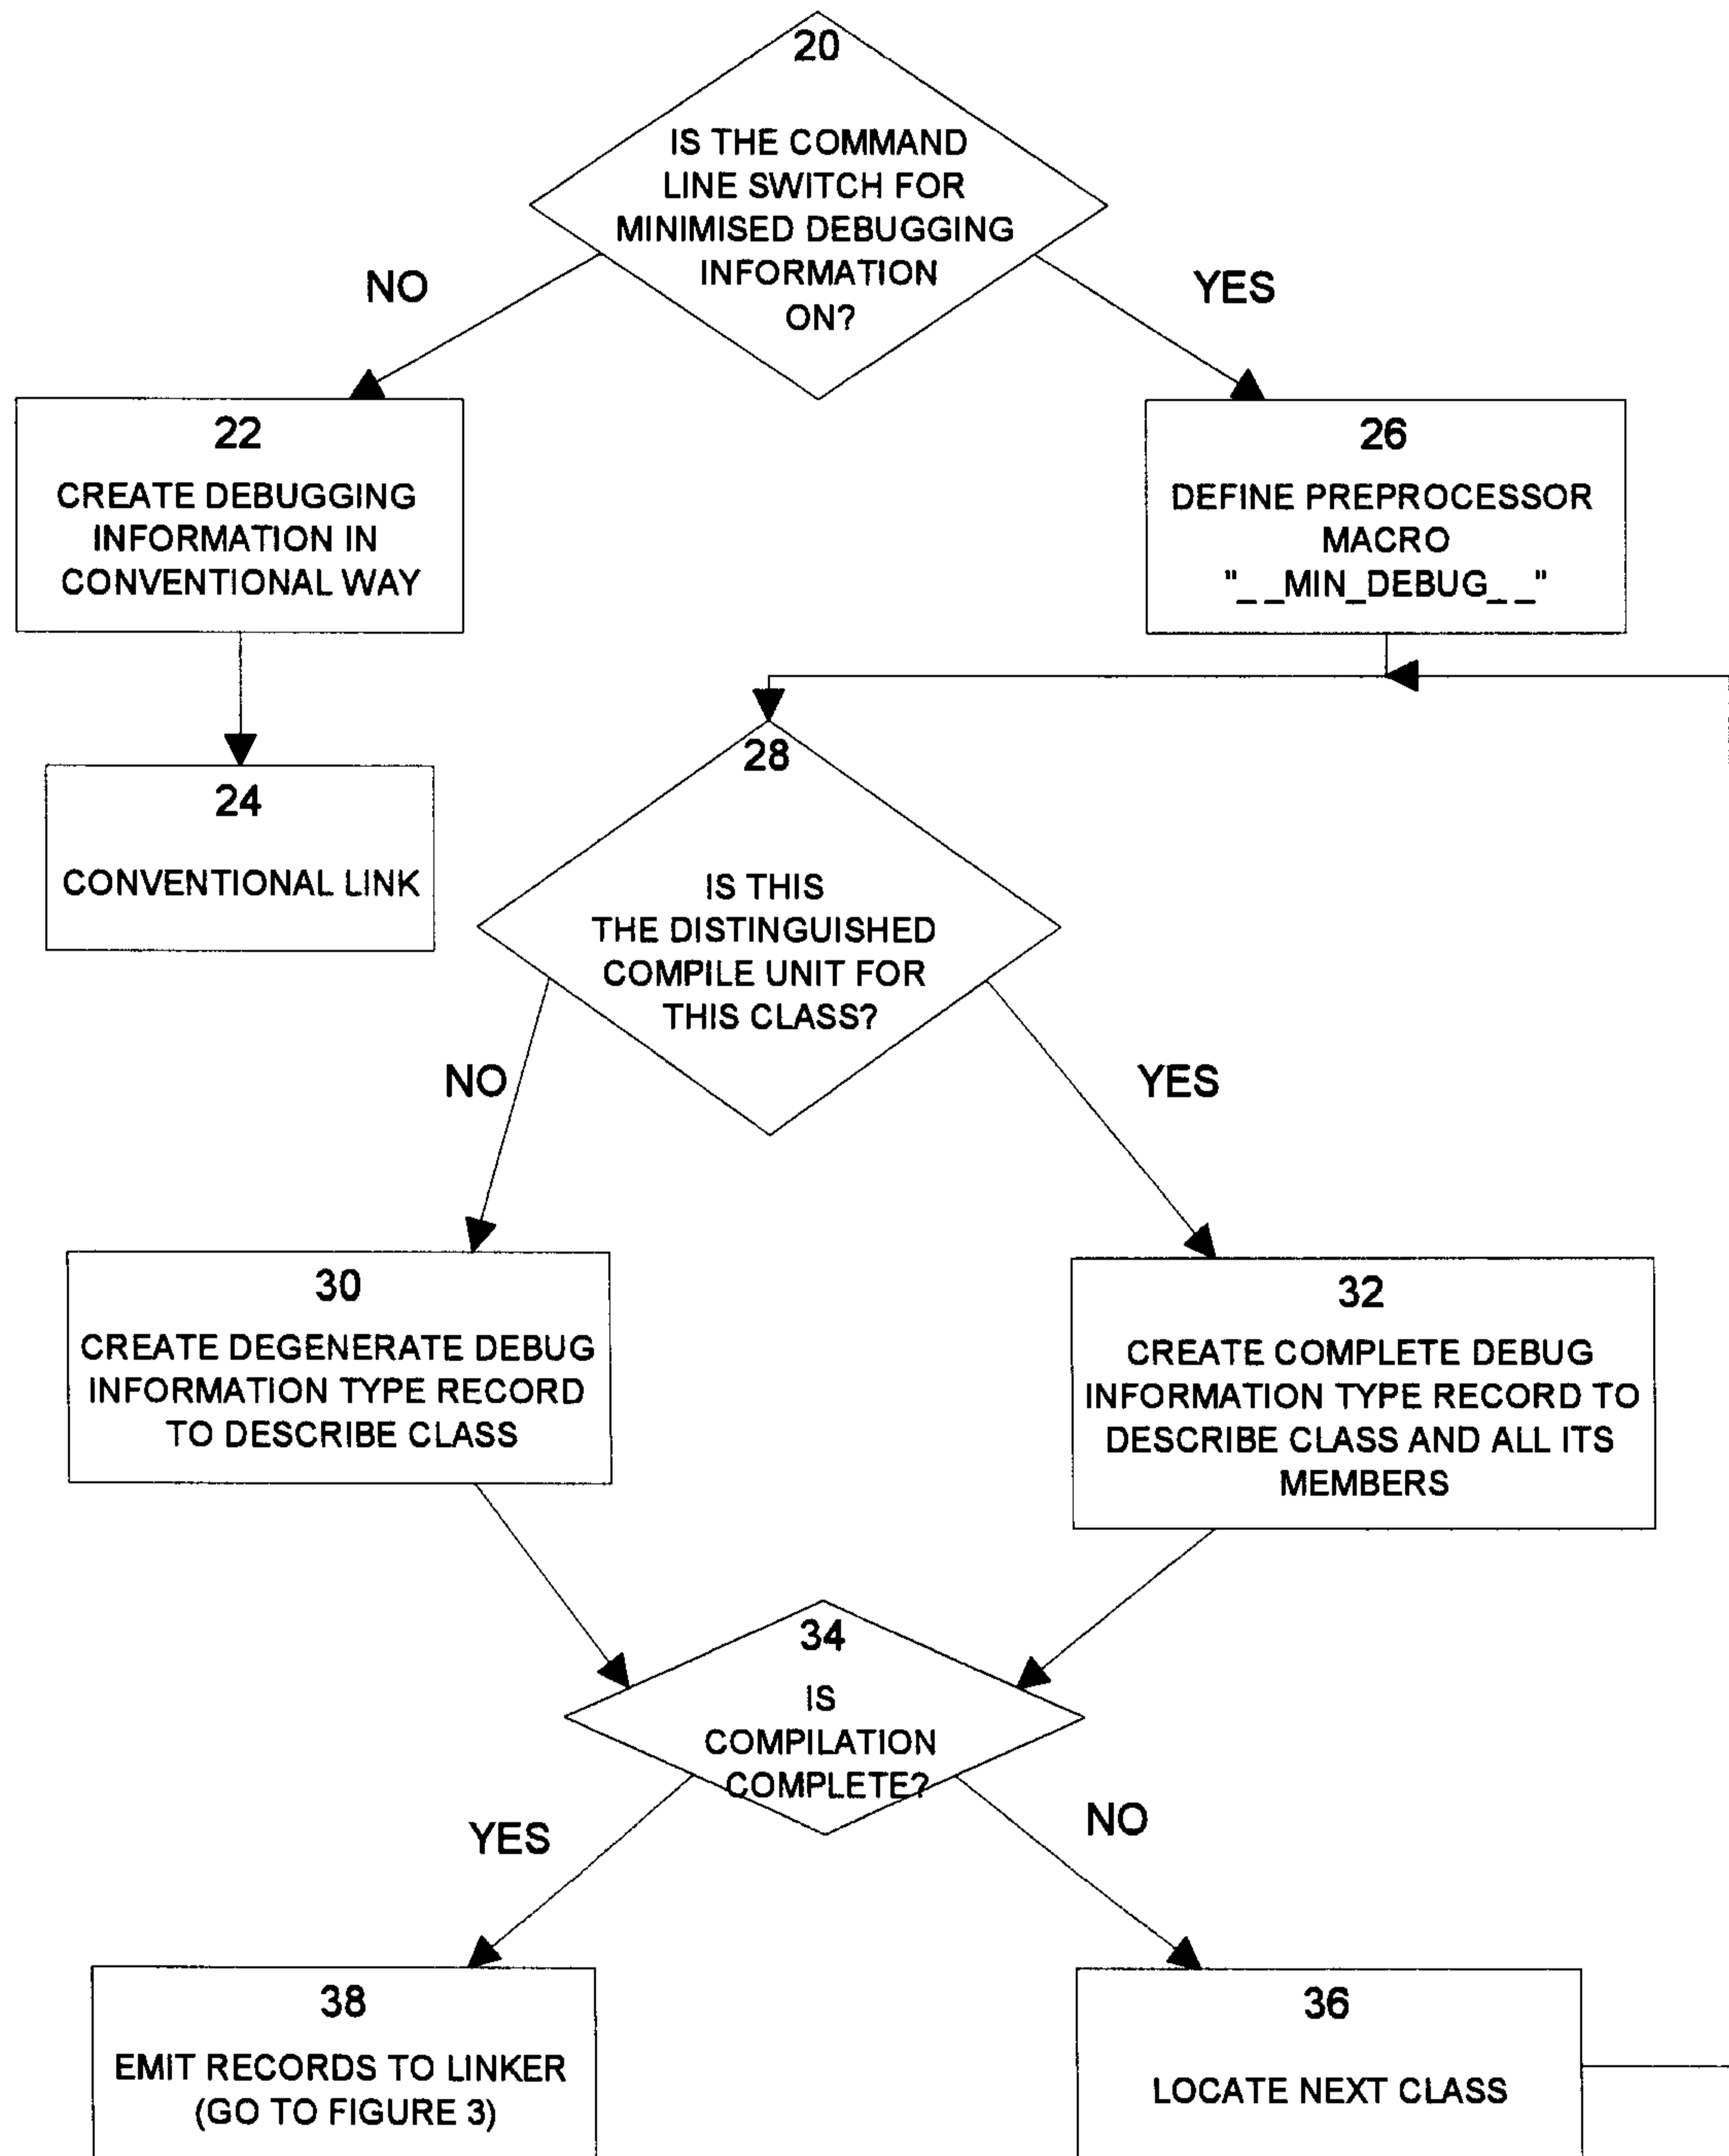 20
IS THE COMMAND
LINE SWITCH FOR
MINIMISED DEBUGGING
INFORMATION
ON?
NO
YES
22
CREATE DEBUGGING
INFORMATION IN
CONVENTIONAL WAY
26
DEFINE PREPROCESSOR
MACRO
"_ _MIN_DEBUG_ _"
24
CONVENTIONAL LINK
28
IS THIS
THE DISTINGUISHED
COMPILE UNIT FOR
THIS CLASS?
NO
YES
30
CREATE DEGENERATE DEBUG
INFORMATION TYPE RECORD
TO DESCRIBE CLASS
32
CREATE COMPLETE DEBUG
INFORMATION TYPE RECORD TO
DESCRIBE CLASS AND ALL ITS
MEMBERS
34
IS
COMPILATION
COMPLETE?
YES
NO
38
EMIT RECORDS TO LINKER
(GO TO FIGURE 3)
36
LOCATE NEXT CLASS